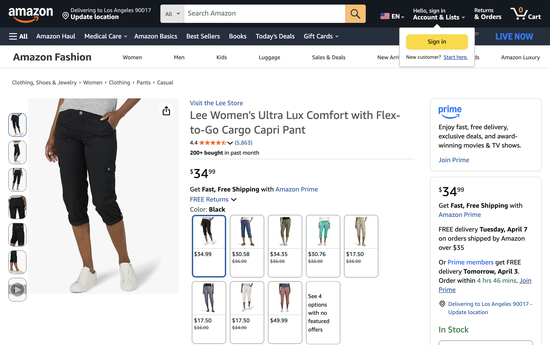 amazon
Delivering to Los Angeles 90017
Update location
All
Search Amazon
EN
Hello, sign in
Account & Lists
Returns
& Orders
0
Cart
All
Amazon Haul
Medical Care
Amazon Basics
Best Sellers
Books
Today's Deals
Gift Cards
LIVE NOW
Sign in
New customer? Start here.
Amazon Fashion
Women
Men
Kids
Luggage
Sales & Deals
New Arri
ds
Amazon Luxury
Clothing, Shoes & Jewelry › Women › Clothing › Pants › Casual
Visit the Lee Store
Lee Women's Ultra Lux Comfort with Flex-
to-Go Cargo Capri Pant
4.4
(5,863)
200+ bought in past month
$34.99
Get Fast, Free Shipping with Amazon Prime
FREE Returns
Color: Black
$34.99
$30.58
$36.90
$34.35
$36.90
$30.76
$36.90
$17.50
$36.90
$17.50
$36.90
$17.50
$34.90
$49.99
See 4
options
with no
featured
offers
prime
Enjoy fast, free delivery,
exclusive deals, and award-
winning movies & TV shows.
Join Prime
$34.99
Get Fast, Free Shipping with
Amazon Prime
FREE delivery Tuesday, April 7
on orders shipped by Amazon
over $35
Or Prime members get FREE
delivery Tomorrow, April 3.
Order within 4 hrs 46 mins. Join
Prime
Delivering to Los Angeles 90017 -
Update location
In Stock